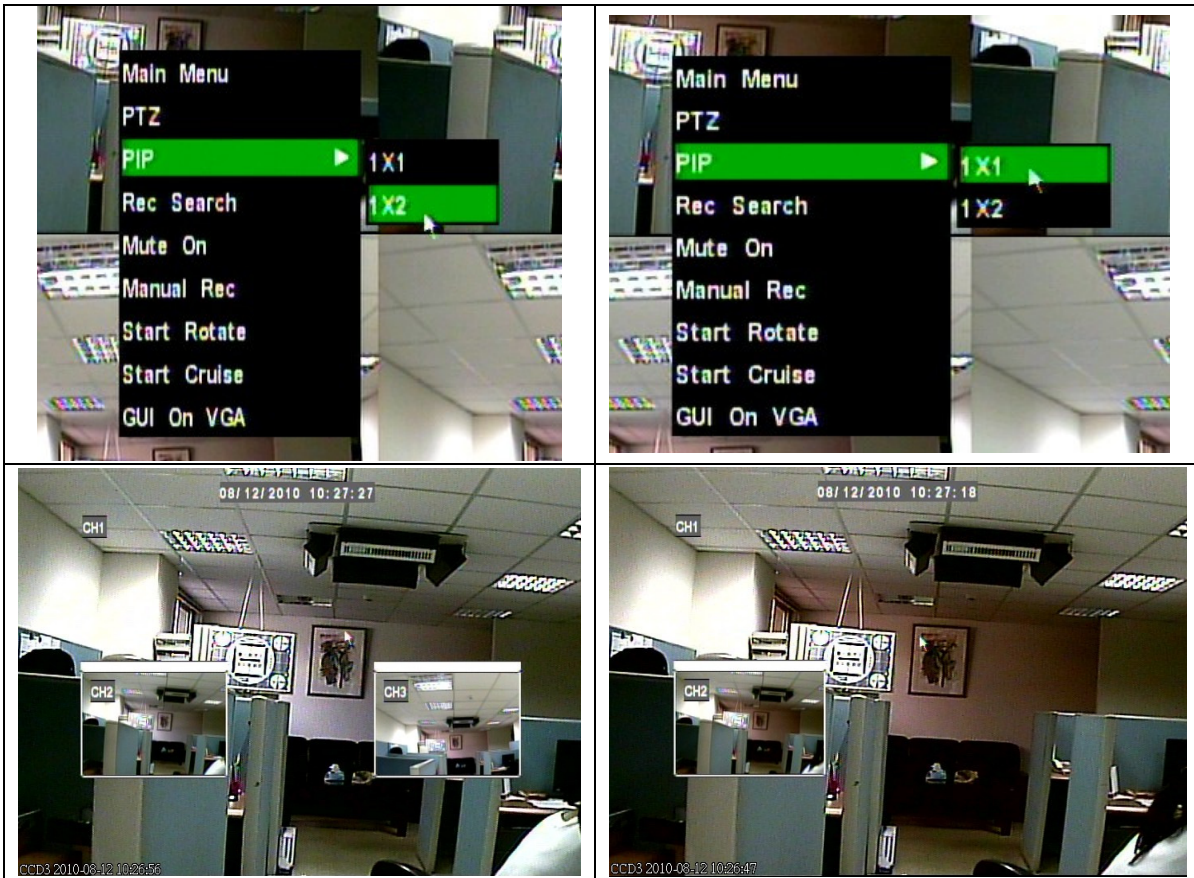 Main Menu
PTZ
PIP
1X1
1X2
Rec Search
Mute On
Manual Rec
Start Rotate
Start Cruise
GUI On VGA
Main Menu
PTZ
PIP
1X1
1X2
Rec Search
Mute On
Manual Rec
Start Rotate
Start Cruise
GUI On VGA
08/12/2010 10:27:27
CH1
CH2
CH3
CCD3 2010-08-12 10:26:56
08/12/2010 10:27:18
CH1
CH2
CCD3 2010-08-12 10:26:47